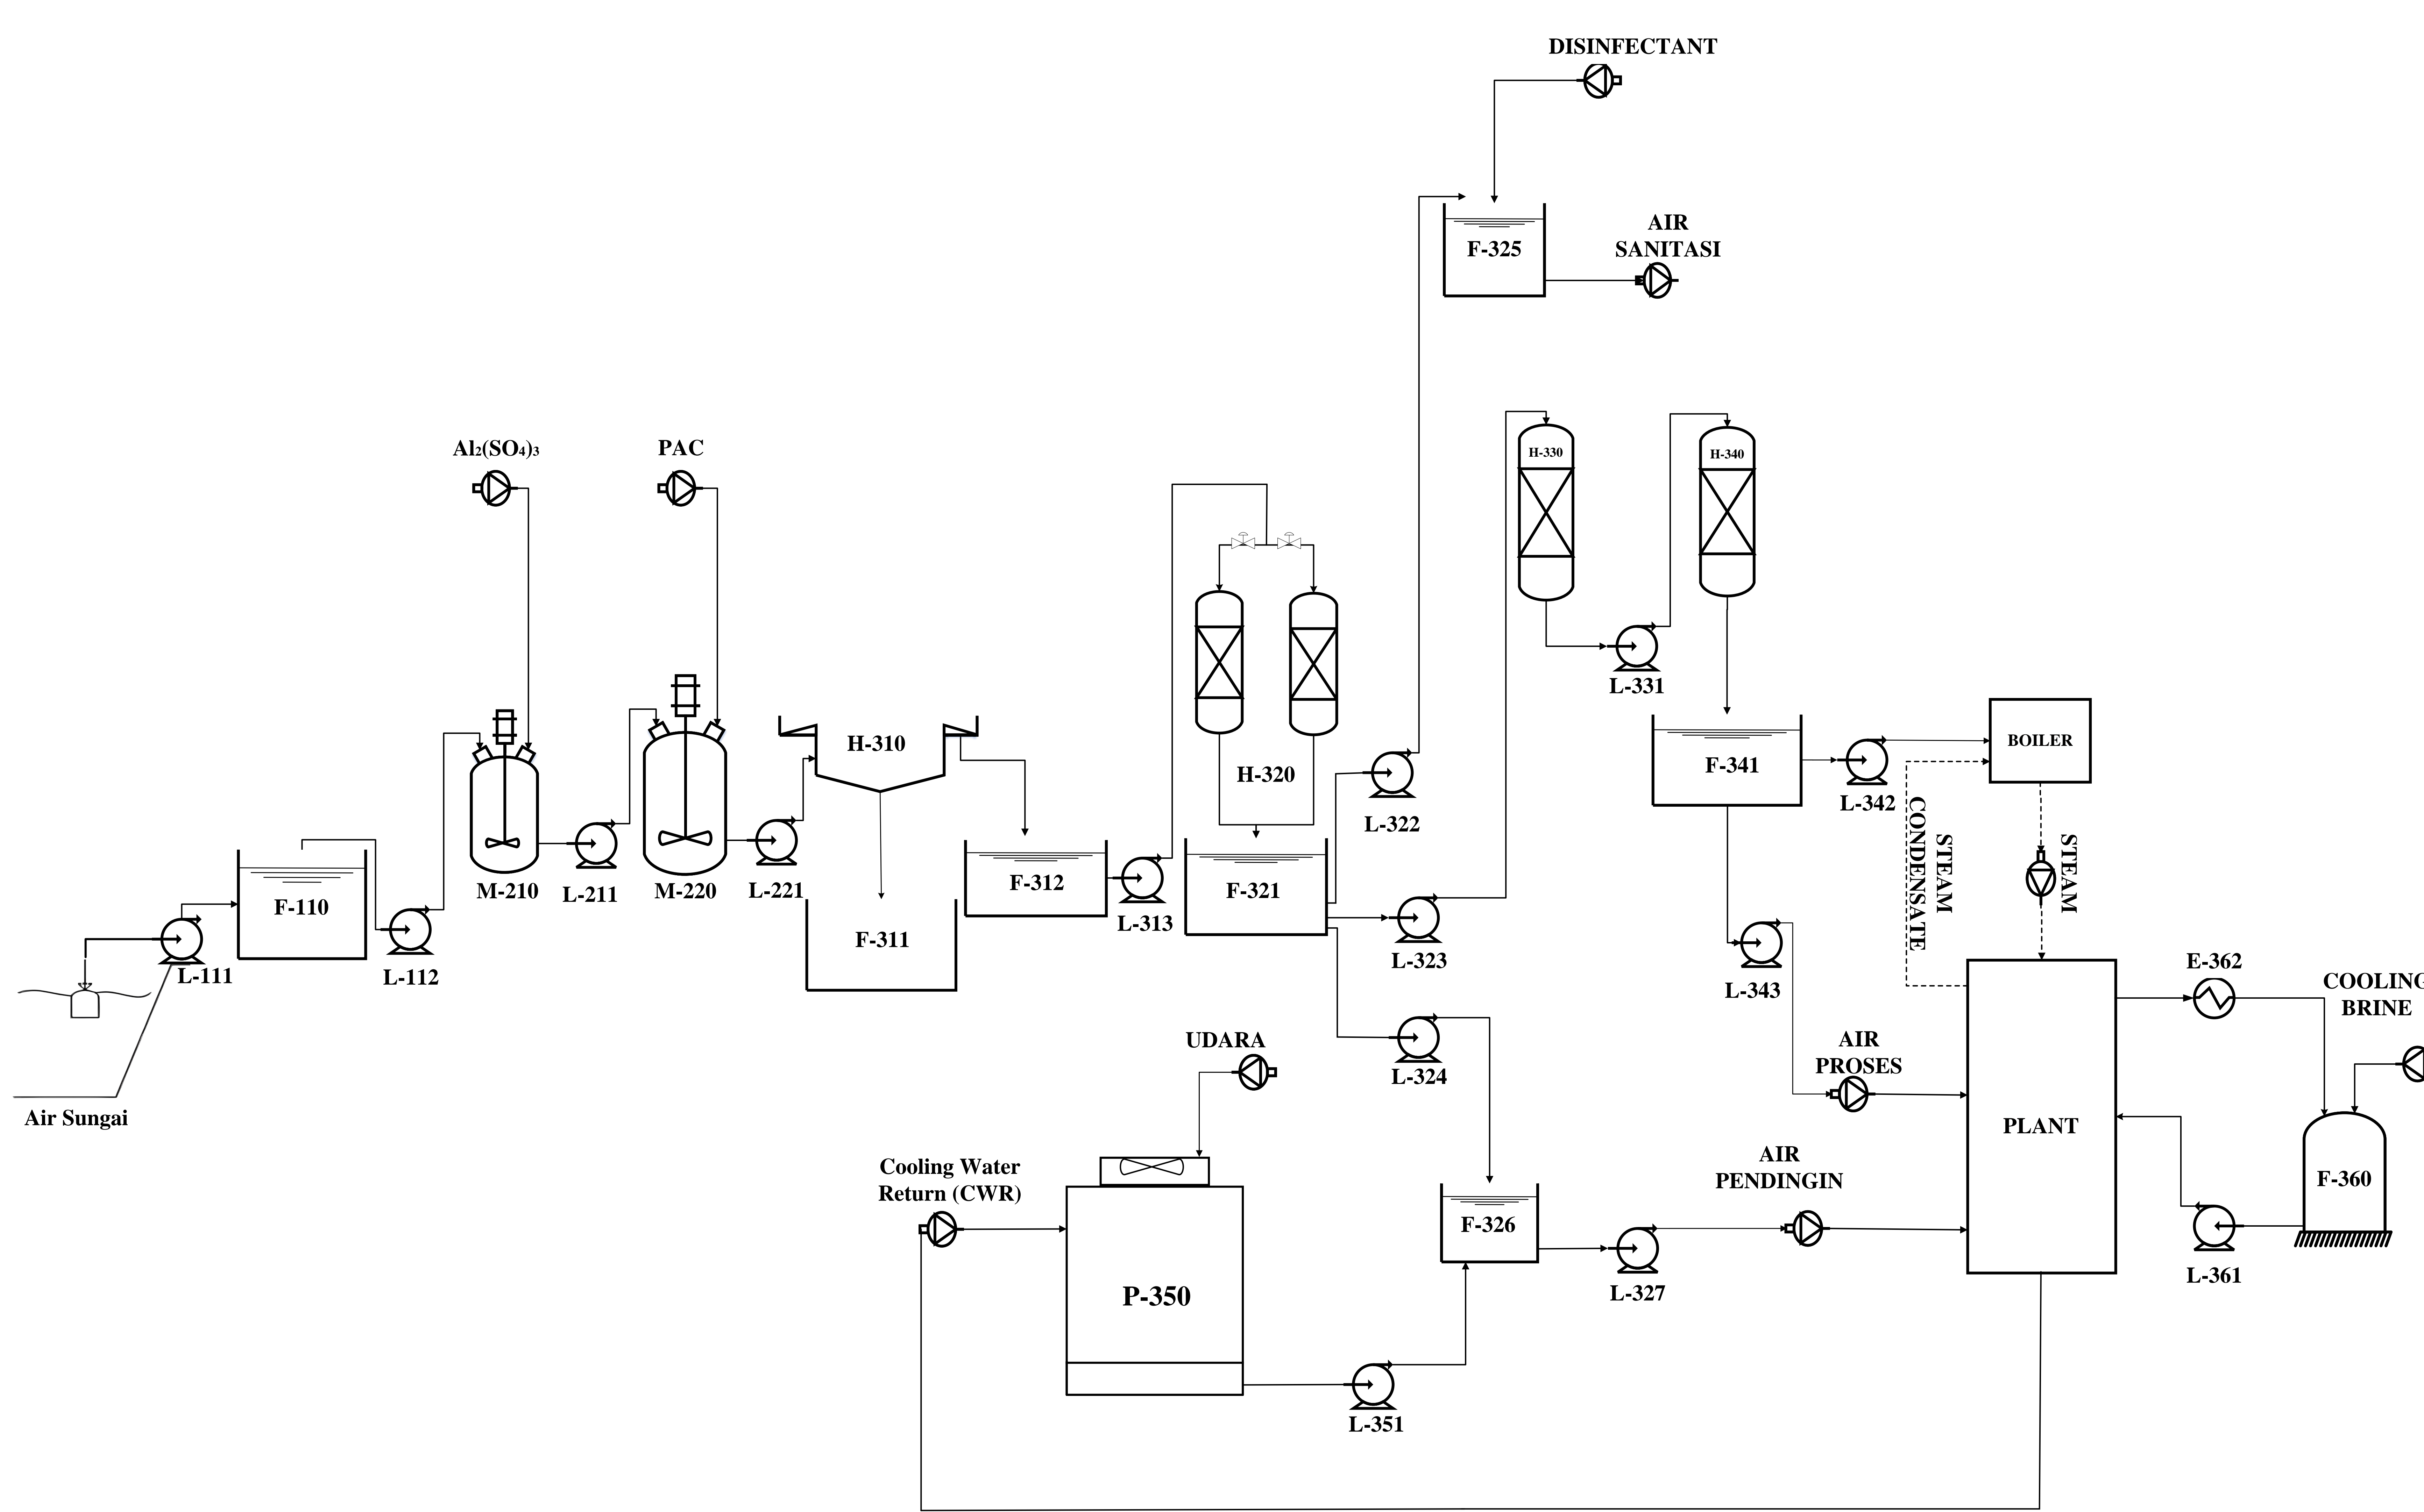 DISINFECTANT
F-325
AIR
SANITASI
Al₂(SO₄)₃
PAC
H-330
H-340
L-331
H-310
H-320
L-322
F-341
L-342
BOILER
STEAM
CONDENSATE
STEAM
F-110
L-111
L-112
M-210
L-211
M-220
L-221
F-311
F-312
L-313
F-321
L-323
L-324
L-343
Air Sungai
UDARA
AIR
PROSES
PLANT
E-362
COOLING
BRINE
F-360
L-361
Cooling Water
Return (CWR)
P-350
L-351
F-326
L-327
AIR
PENDINGIN